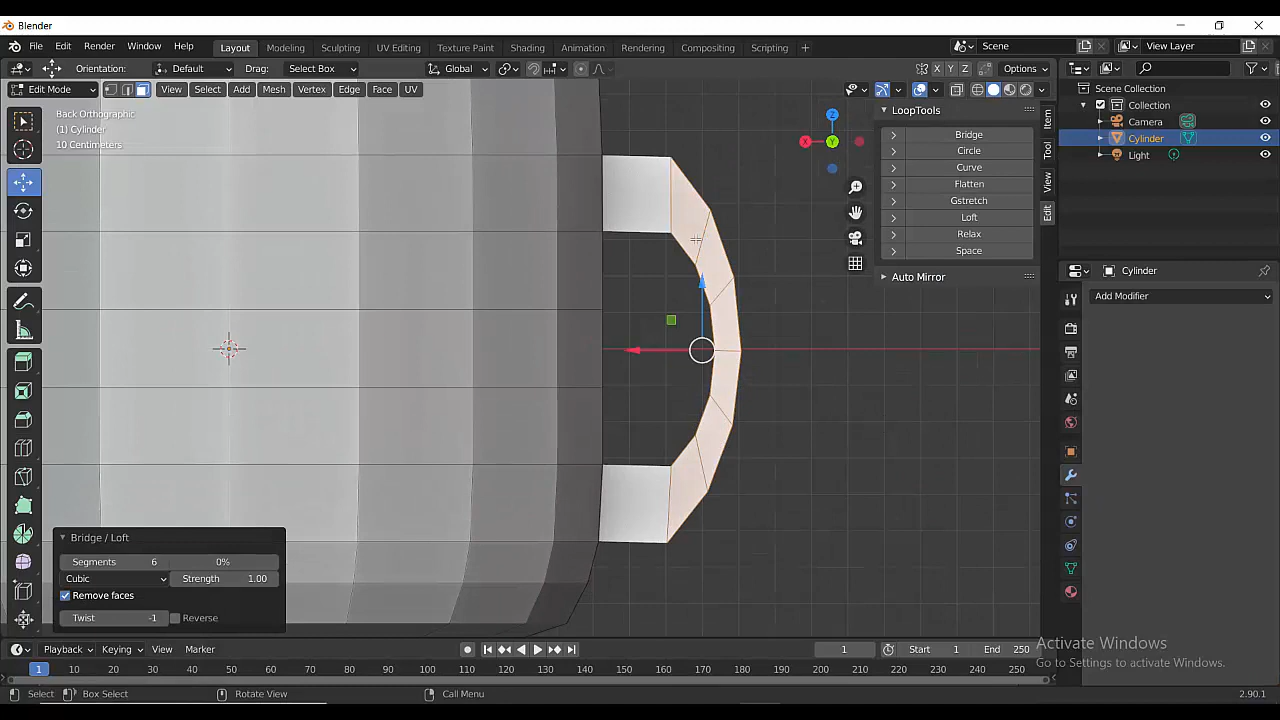 Blender
File Edit Render Window Help Layout Modeling Sculpting UV Editing Texture Paint Shading Animation Rendering Compositing Scripting + Scene View Layer
Orientation: Default Drag: Select Box Global X Y Z Options
Edit Mode View Select Add Mesh Vertex Edge Face UV
Scene Collection
Collection
Camera
Cylinder
Light
Back Orthographic
(1) Cylinder
10 Centimeters
Z
X
Y
LoopTools
Bridge
Circle
Curve
Flatten
Gstretch
Loft
Relax
Space
Auto Mirror
Item
Tool
View
Edit
Cylinder
Add Modifier
Bridge / Loft
Segments 6 0%
Cubic Strength 1.00
Remove faces
Twist -1 Reverse
Activate Windows
Go to Settings to activate Windows.
Playback Keying View Marker 1 Start 1 End 250
1 10 20 30 40 50 60 70 80 90 100 110 120 130 140 150 160 170 180 190 200 210 220 230 240 250
Select Box Select Rotate View Call Menu 2.90.1